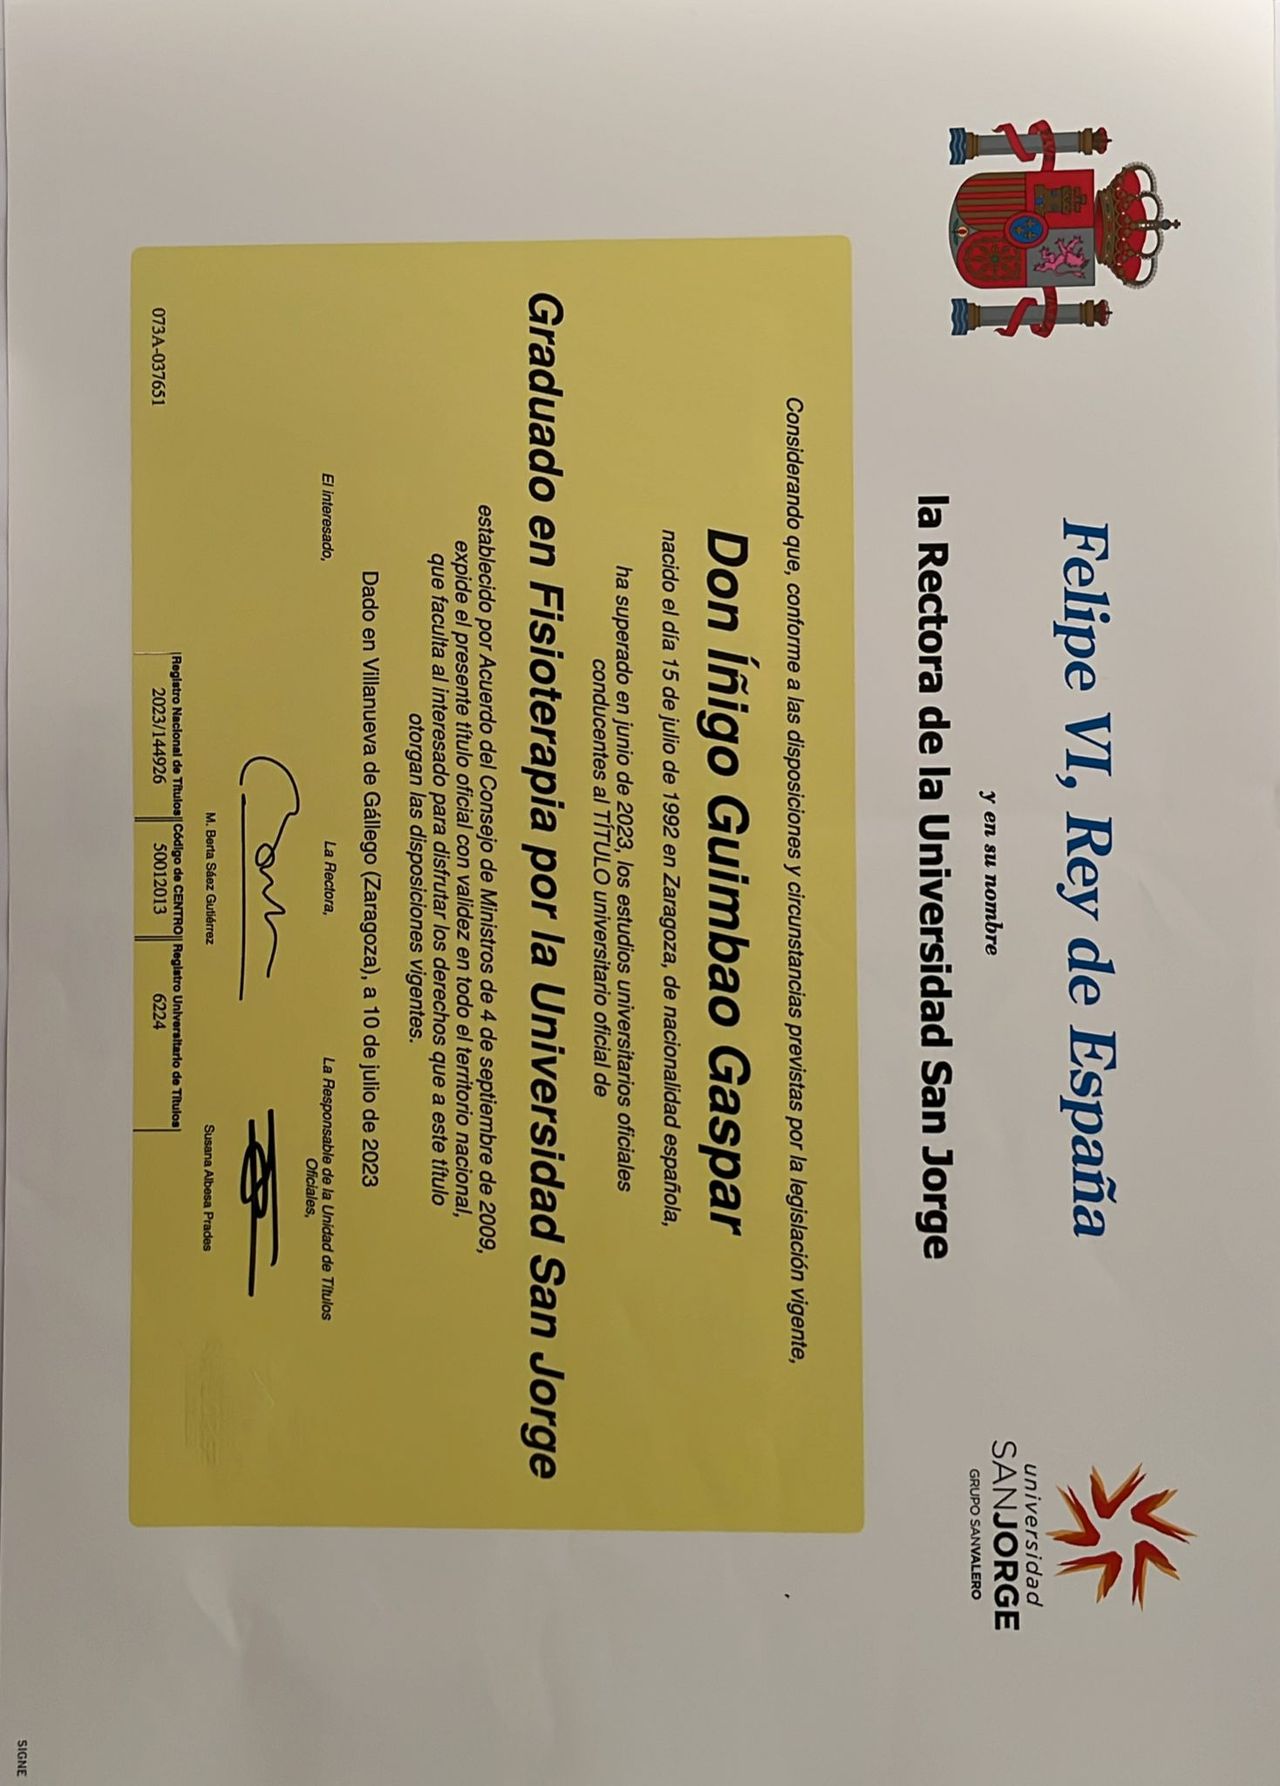 Felipe VI, Rey de España
y en su nombre
la Rectora de la Universidad San Jorge
universidad
SANJORGE
GRUPO SANVALERO
Considerando que, conforme a las disposiciones y circunstancias previstas por la legislación vigente,
Don Íñigo Guimbao Gaspar
nacido el día 15 de julio de 1992 en Zaragoza, de nacionalidad española,
ha superado en junio de 2023, los estudios universitarios oficiales
conducentes al TÍTULO universitario oficial de
Graduado en Fisioterapia por la Universidad San Jorge
establecido por Acuerdo del Consejo de Ministros de 4 de septiembre de 2009,
expide el presente título oficial con validez en todo el territorio nacional,
que faculta al interesado para disfrutar los derechos que a este título
otorgan las disposiciones vigentes.
Dado en Villanueva de Gállego (Zaragoza), a 10 de julio de 2023
El interesado,
La Rectora,
La Responsable de la Unidad de Títulos
Oficiales,
M. Berta Sáez Gutiérrez
Susana Albesa Prades
073A-037651
Registro Nacional de Títulos Código de CENTRO Registro Universitario de Títulos
2023/144926 50012013 6224
SIGNE